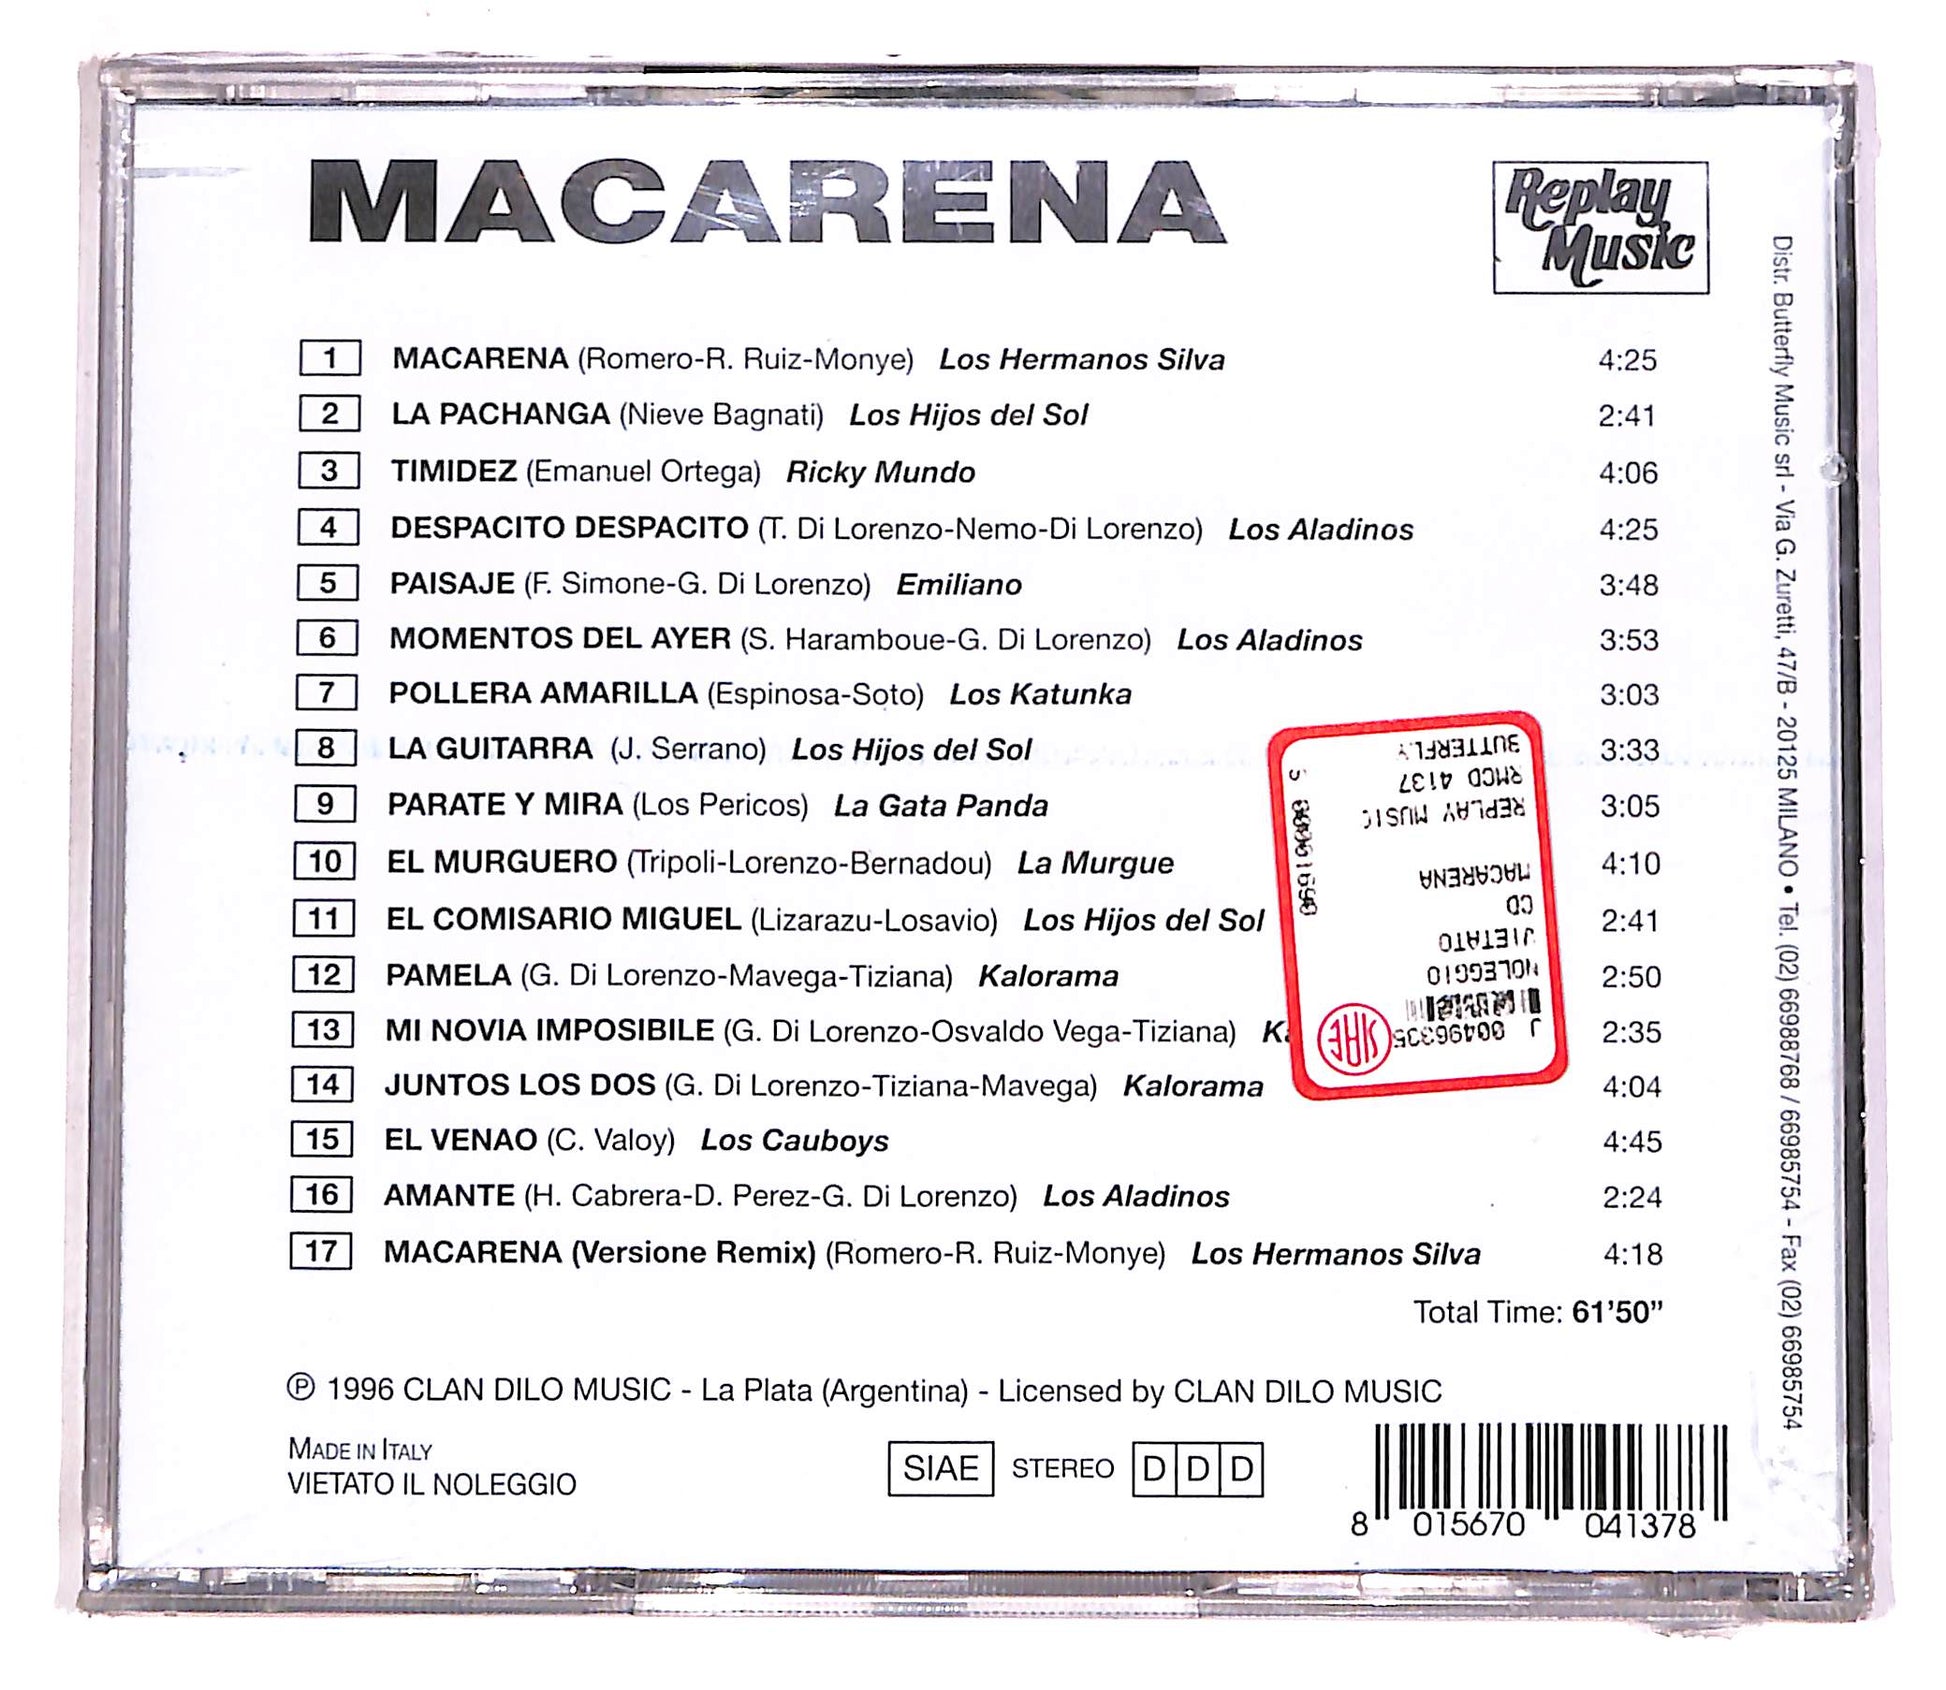 MACARENA
Replay
Music
1 MACARENA (Romero-R. Ruiz-Monye) Los Hermanos Silva 4:25
2 LA PACHANGA (Nieve Bagnati) Los Hijos del Sol 2:41
3 TIMIDEZ (Emanuel Ortega) Ricky Mundo 4:06
4 DESPACITO DESPACITO (T. Di Lorenzo-Nemo-Di Lorenzo) Los Aladinos 4:25
5 PAISAJE (F. Simone-G. Di Lorenzo) Emiliano 3:48
6 MOMENTOS DEL AYER (S. Haramboue-G. Di Lorenzo) Los Aladinos 3:53
7 POLLERA AMARILLA (Espinosa-Soto) Los Katunka 3:03
8 LA GUITARRA (J. Serrano) Los Hijos del Sol 3:33
9 PARATE Y MIRA (Los Pericos) La Gata Panda 3:05
10 EL MURGUERO (Tripoli-Lorenzo-Bernadou) La Murgue 4:10
11 EL COMISARIO MIGUEL (Lizarazu-Losavio) Los Hijos del Sol 2:41
12 PAMELA (G. Di Lorenzo-Mavega-Tiziana) Kalorama 2:50
13 MI NOVIA IMPOSIBILE (G. Di Lorenzo-Osvaldo Vega-Tiziana) 2:35
14 JUNTOS LOS DOS (G. Di Lorenzo-Tiziana-Mavega) Kalorama 4:04
15 EL VENAO (C. Valoy) Los Cauboys 4:45
16 AMANTE (H. Cabrera-D. Perez-G. Di Lorenzo) Los Aladinos 2:24
17 MACARENA (Versione Remix) (Romero-R. Ruiz-Monye) Los Hermanos Silva 4:18
Total Time: 61'50”
℗ 1996 CLAN DILO MUSIC - La Plata (Argentina) - Licensed by CLAN DILO MUSIC
MADE IN ITALY
VIETATO IL NOLEGGIO
SIAE STEREO DDD
8 015670 041378
Distr. Butterfly Music srl - Via G. Zuretti, 47/B - 20125 MILANO • Tel. (02) 66988768 / 66985754 - Fax (02) 66985754
SIAE
J 00496335
NOLEGGIO
VIETATO
CD
MACARENA
REPLAY MUSIC
RMCD 4137
BUTTERFLY